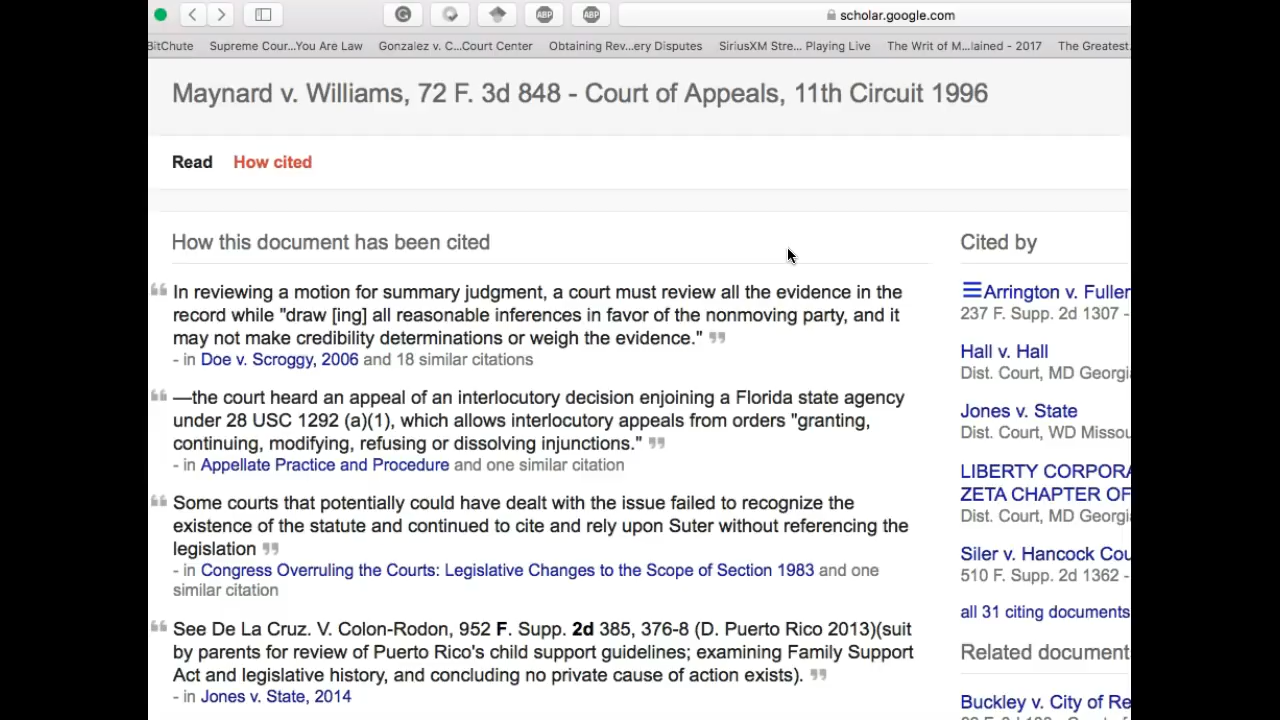 scholar.google.com
BitChute Supreme Cour...You Are Law Gonzalez v. C...Court Center Obtaining Rev...ery Disputes SiriusXM Stre... Playing Live The Writ of M...lained - 2017 The Greatest
Maynard v. Williams, 72 F. 3d 848 - Court of Appeals, 11th Circuit 1996
Read How cited
How this document has been cited
In reviewing a motion for summary judgment, a court must review all the evidence in the
record while "draw [ing] all reasonable inferences in favor of the nonmoving party, and it
may not make credibility determinations or weigh the evidence."
- in Doe v. Scroggy, 2006 and 18 similar citations
—the court heard an appeal of an interlocutory decision enjoining a Florida state agency
under 28 USC 1292 (a)(1), which allows interlocutory appeals from orders "granting,
continuing, modifying, refusing or dissolving injunctions."
- in Appellate Practice and Procedure and one similar citation
Some courts that potentially could have dealt with the issue failed to recognize the
existence of the statute and continued to cite and rely upon Suter without referencing the
legislation
- in Congress Overruling the Courts: Legislative Changes to the Scope of Section 1983 and one
similar citation
See De La Cruz. V. Colon-Rodon, 952 F. Supp. 2d 385, 376-8 (D. Puerto Rico 2013)(suit
by parents for review of Puerto Rico's child support guidelines; examining Family Support
Act and legislative history, and concluding no private cause of action exists).
- in Jones v. State, 2014
Cited by
Arrington v. Fuller
237 F. Supp. 2d 1307 -
Hall v. Hall
Dist. Court, MD Georgi
Jones v. State
Dist. Court, WD Missou
LIBERTY CORPORA
ZETA CHAPTER OF
Dist. Court, MD Georgi
Siler v. Hancock Cou
510 F. Supp. 2d 1362 -
all 31 citing documents
Related document
Buckley v. City of Re